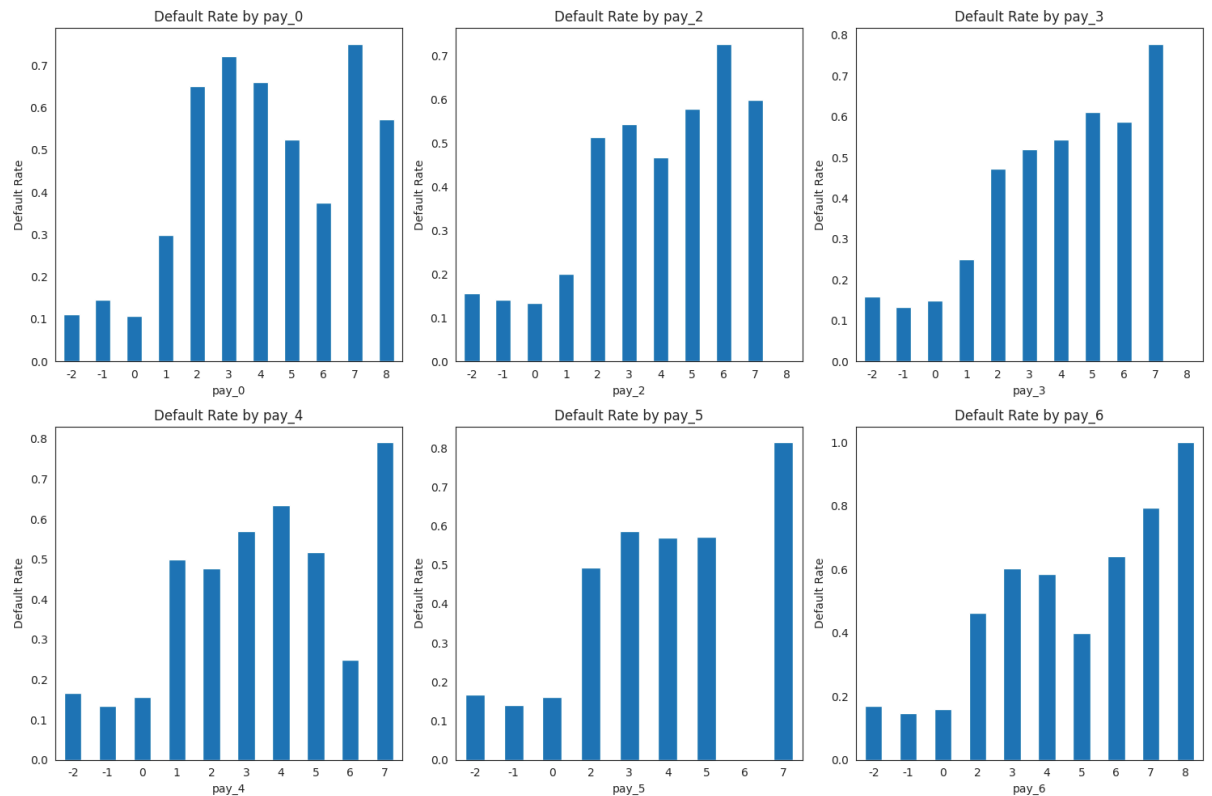 Default Rate by pay_0
Default Rate
0.7
0.6
0.5
0.4
0.3
0.2
0.1
0.0
-2 -1 0 1 2 3 4 5 6 7 8
pay_0
Default Rate by pay_2
Default Rate
0.7
0.6
0.5
0.4
0.3
0.2
0.1
0.0
-2 -1 0 1 2 3 4 5 6 7 8
pay_2
Default Rate by pay_3
Default Rate
0.8
0.7
0.6
0.5
0.4
0.3
0.2
0.1
0.0
-2 -1 0 1 2 3 4 5 6 7 8
pay_3
Default Rate by pay_4
Default Rate
0.8
0.7
0.6
0.5
0.4
0.3
0.2
0.1
0.0
-2 -1 0 1 2 3 4 5 6 7
pay_4
Default Rate by pay_5
Default Rate
0.8
0.7
0.6
0.5
0.4
0.3
0.2
0.1
0.0
-2 -1 0 2 3 4 5 6 7
pay_5
Default Rate by pay_6
Default Rate
1.0
0.8
0.6
0.4
0.2
0.0
-2 -1 0 2 3 4 5 6 7 8
pay_6